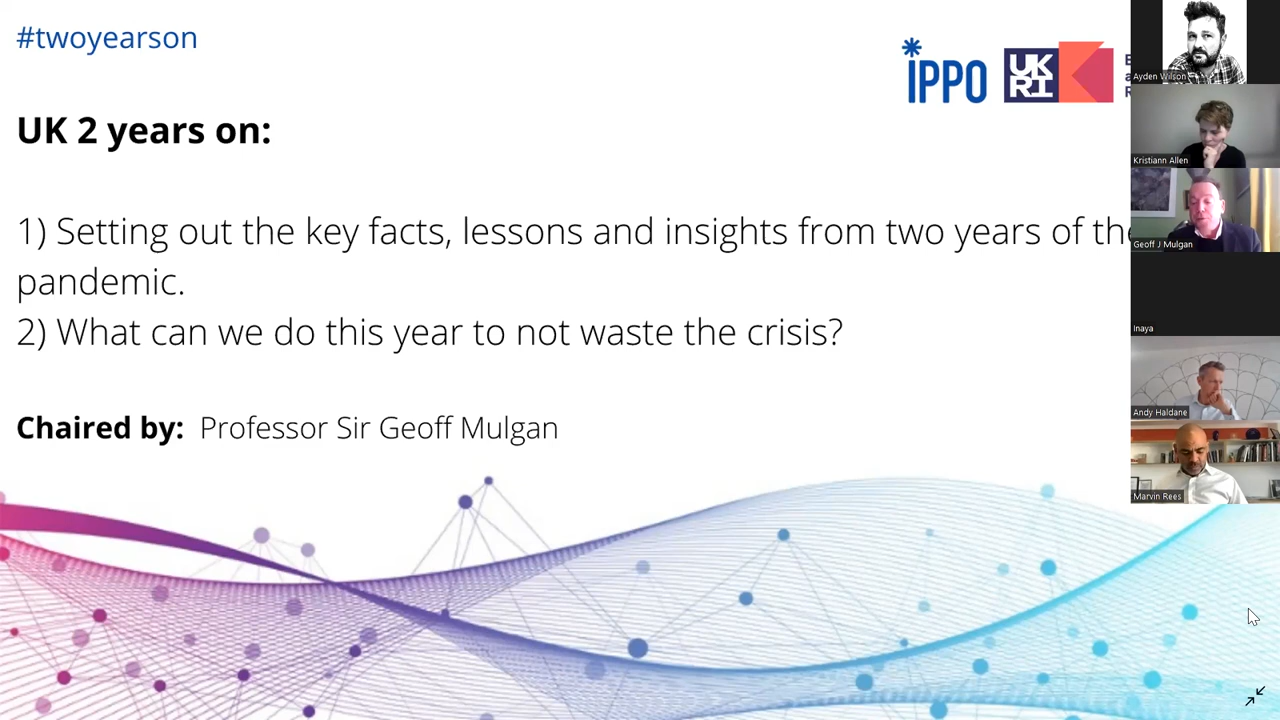 #twoyearson
iPPO
UK
RI
UK 2 years on:
1) Setting out the key facts, lessons and insights from two years of the
pandemic.
2) What can we do this year to not waste the crisis?
Chaired by: Professor Sir Geoff Mulgan
Ayden Wilson
Kristiann Allen
Geoff J Mulgan
Inaya
Andy Haldane
Marvin Rees